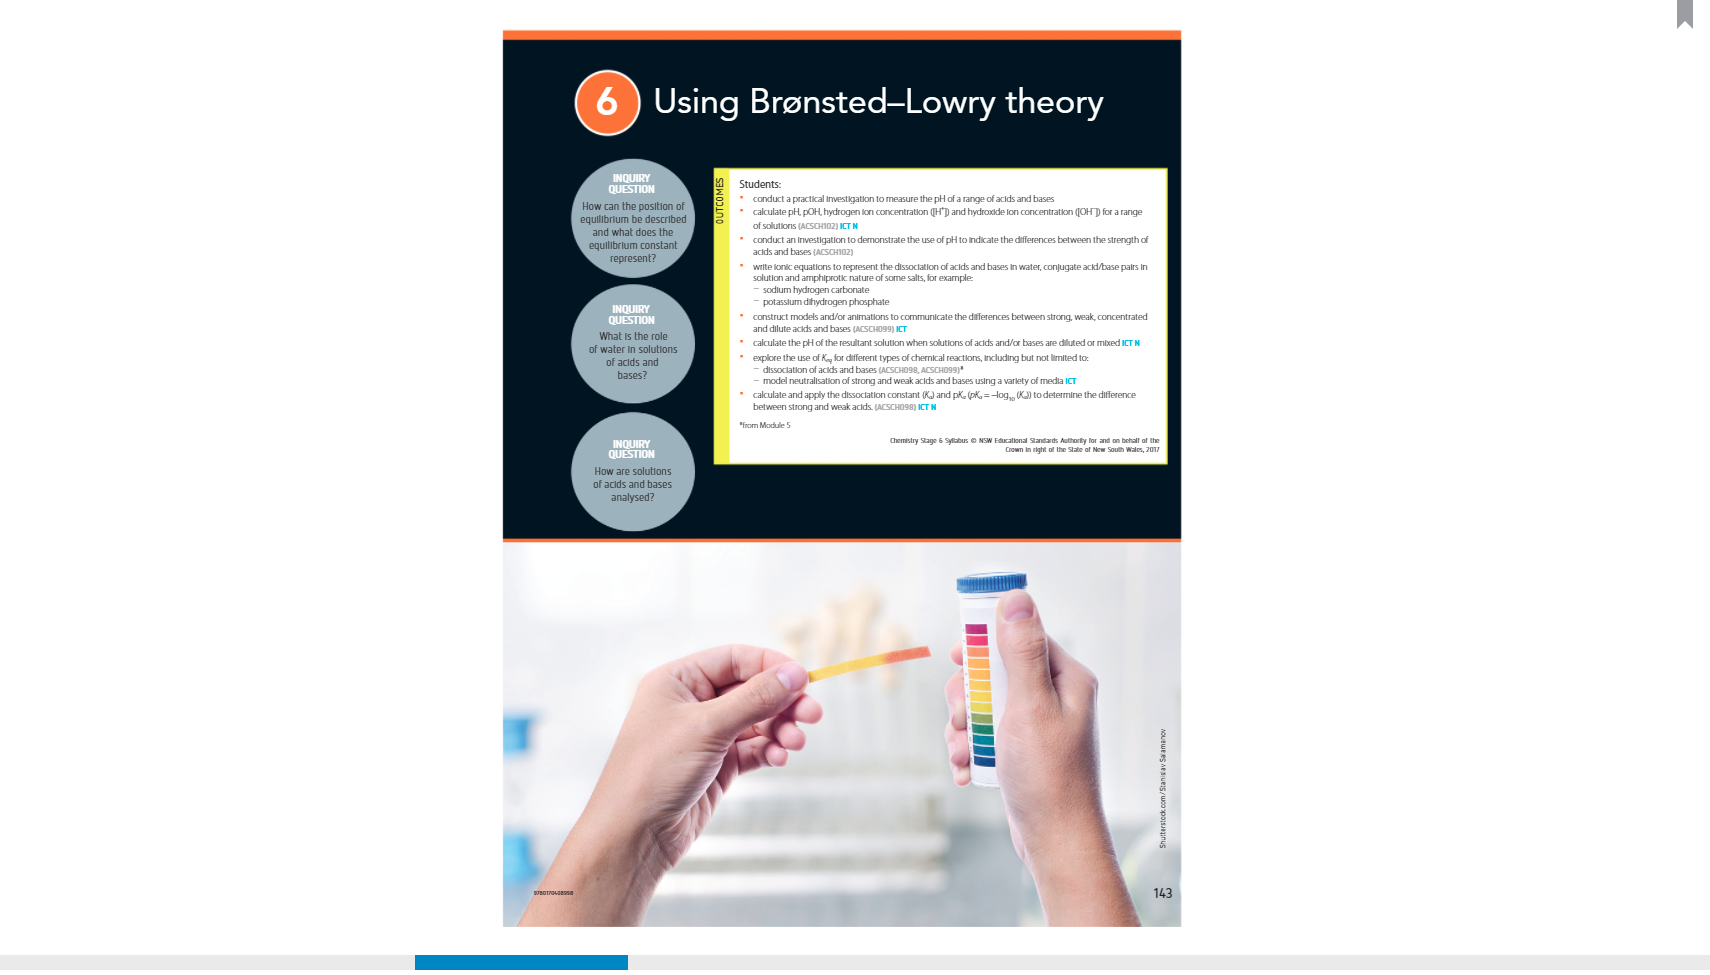 6 Using Brønsted–Lowry theory
INQUIRY
QUESTION
How can the position of
equilibrium be described
and what does the
equilibrium constant
represent?
INQUIRY
QUESTION
What is the role
of water in solutions
of acids and
bases?
INQUIRY
QUESTION
How are solutions
of acids and bases
analysed?
OUTCOMES
Students:
▪ conduct a practical investigation to measure the pH of a range of acids and bases
▪ calculate pH, pOH, hydrogen ion concentration ([H⁺]) and hydroxide ion concentration ([OH⁻]) for a range
of solutions (ACSCH102) ICT N
▪ conduct an investigation to demonstrate the use of pH to indicate the differences between the strength of
acids and bases (ACSCH102)
▪ write ionic equations to represent the dissociation of acids and bases in water, conjugate acid/base pairs in
solution and amphiprotic nature of some salts, for example:
– sodium hydrogen carbonate
– potassium dihydrogen phosphate
▪ construct models and/or animations to communicate the differences between strong, weak, concentrated
and dilute acids and bases (ACSCH099) ICT
▪ calculate the pH of the resultant solution when solutions of acids and/or bases are diluted or mixed ICT N
▪ explore the use of Keq for different types of chemical reactions, including but not limited to:
– dissociation of acids and bases (ACSCH098, ACSCH099)*
– model neutralisation of strong and weak acids and bases using a variety of media ICT
▪ calculate and apply the dissociation constant (Ka) and pKa (pKa = –log₁₀ (Ka)) to determine the difference
between strong and weak acids. (ACSCH098) ICT N
*from Module 5
Chemistry Stage 6 Syllabus © NSW Educational Standards Authority for and on behalf of the
Crown in right of the State of New South Wales, 2017
Shutterstock.com/Stanislav Salamanov
9780170408998
143